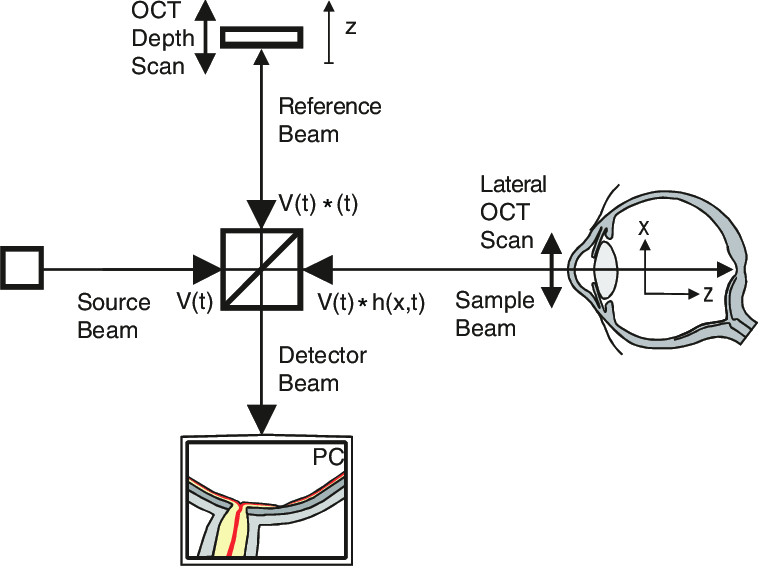 OCT
Depth
Scan
z
Reference
Beam
V(t) * (t)
Lateral
OCT
Scan
x
z
Source
Beam
V(t)
V(t) * h(x,t)
Sample
Beam
Detector
Beam
PC